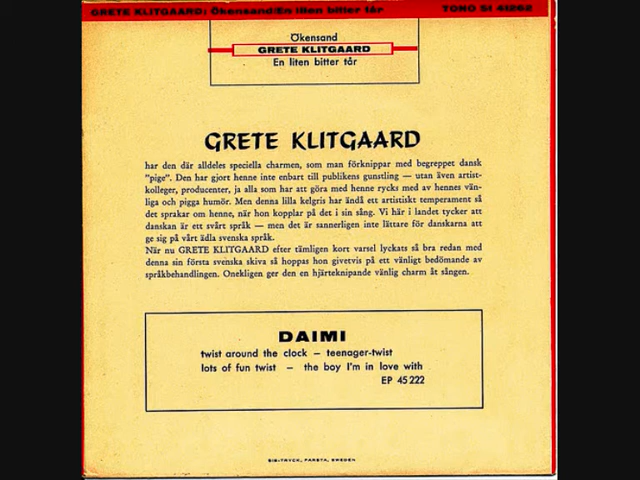 GRETE KLITGAARD: Ökensand:En liten bitter tår TONO SI 41262
Ökensand
GRETE KLITGAARD
En liten bitter tår
GRETE KLITGAARD
har den där alldeles speciella charmen, som man förknippar med begreppet dansk
"pige". Den har gjort henne inte enbart till publikens gunstling — utan även artist-
kolleger, producenter, ja alla som har att göra med henne rycks med av hennes vän-
liga och pigga humör. Men denna lilla kelgris har ändå ett artistiskt temperament så
det sprakar om henne, när hon kopplar på det i sin sång. Vi här i landet tycker att
danskan är ett svårt språk — men det är sannerligen inte lättare för danskarna att
ge sig på vårt ädla svenska språk.
När nu GRETE KLITGAARD efter tämligen kort varsel lyckats så bra redan med
denna sin första svenska skiva så hoppas hon givetvis på ett vänligt bedömande av
språkbehandlingen. Onekligen ger den en hjärteknipande vänlig charm åt sången.
DAIMI
twist around the clock – teenager-twist
lots of fun twist – the boy I'm in love with
EP 45 222
SIB-TRYCK, FARSTA, SWEDEN